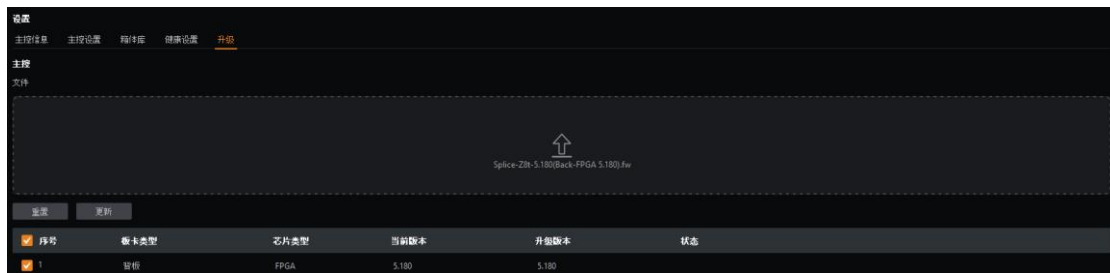 设置
主控信息 主控设置 箱体库 健康设置 升级
主控
文件
Splice-Z8t-5.180(Back-FPGA 5.180).fw
重置 更新
序号 板卡类型 芯片类型 当前版本 升级版本 状态
1 背板 FPGA 5.180 5.180